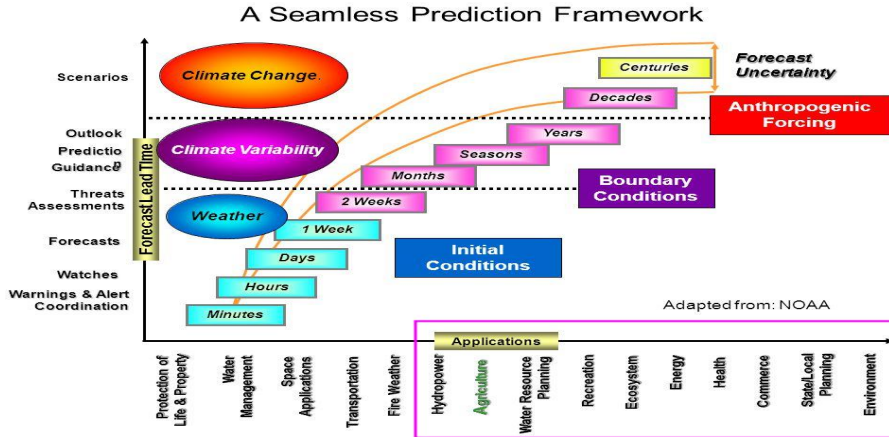 A Seamless Prediction Framework
Scenarios
Outlook
Predictio
n
Guidance
Threats
Assessments
Forecasts
Watches
Warnings & Alert
Coordination
Forecast Lead Time
Climate Change.
Climate Variability
Weather
Centuries
Decades
Years
Seasons
Months
2 Weeks
1 Week
Days
Hours
Minutes
Forecast
Uncertainty
Anthropogenic
Forcing
Boundary
Conditions
Initial
Conditions
Adapted from: NOAA
Applications
Protection of
Life & Property
Water
Management
Space
Applications
Transportation
Fire Weather
Hydropower
Agriculture
Water Resource
Planning
Recreation
Ecosystem
Energy
Health
Commerce
State/Local
Planning
Environment